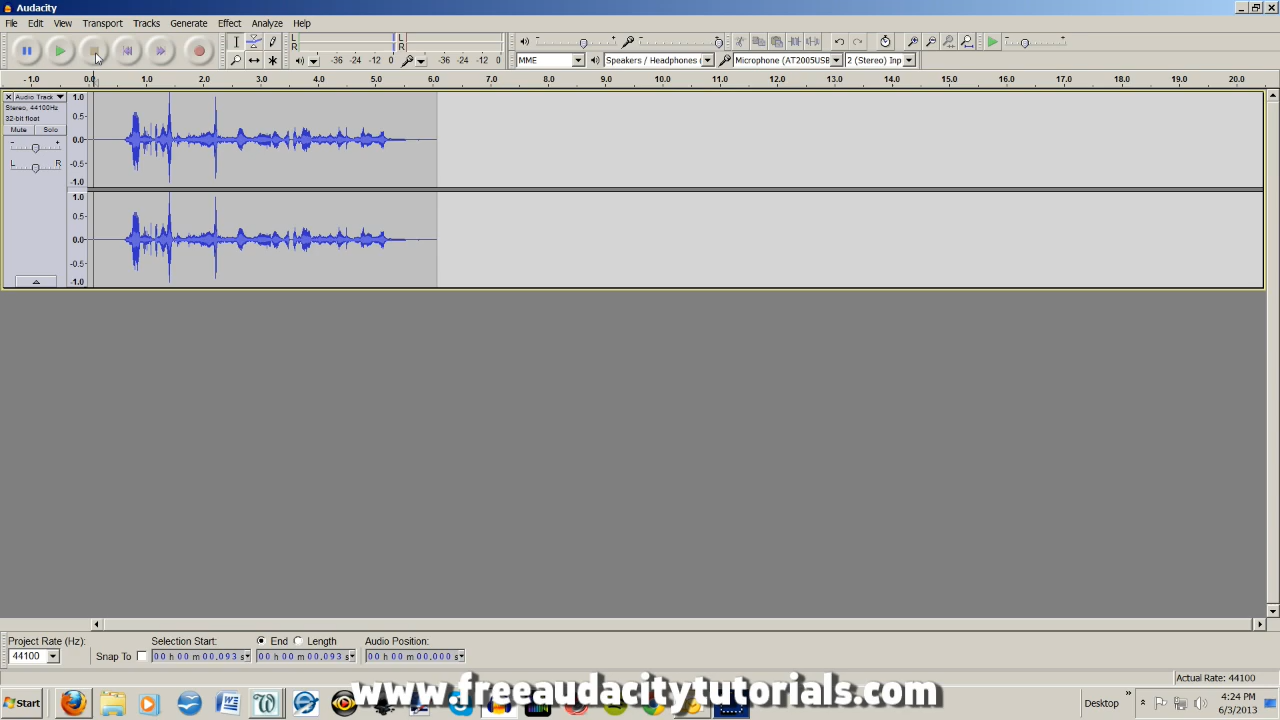 Audacity
File Edit View Transport Tracks Generate Effect Analyze Help
L
R
L
R
-36 -24 -12 0
-36 -24 -12 0
- +
- +
- +
MME
Speakers / Headphones (
Microphone (AT2005USB
2 (Stereo) Inp
-1.0 0.0 1.0 2.0 3.0 4.0 5.0 6.0 7.0 8.0 9.0 10.0 11.0 12.0 13.0 14.0 15.0 16.0 17.0 18.0 19.0 20.0
Audio Track
Stereo, 44100Hz
32-bit float
Mute Solo
- +
L R
1.0
0.5-
0.0-
-0.5-
-1.0
1.0
0.5-
0.0-
-0.5-
-1.0
Project Rate (Hz):
44100
Snap To
Selection Start:
End Length
Audio Position:
00 h 00 m 00.093 s
00 h 00 m 00.093 s
00 h 00 m 00.000 s
Actual Rate: 44100
Start
www.freeaudacitytutorials.com
Desktop
4:24 PM
6/3/2013